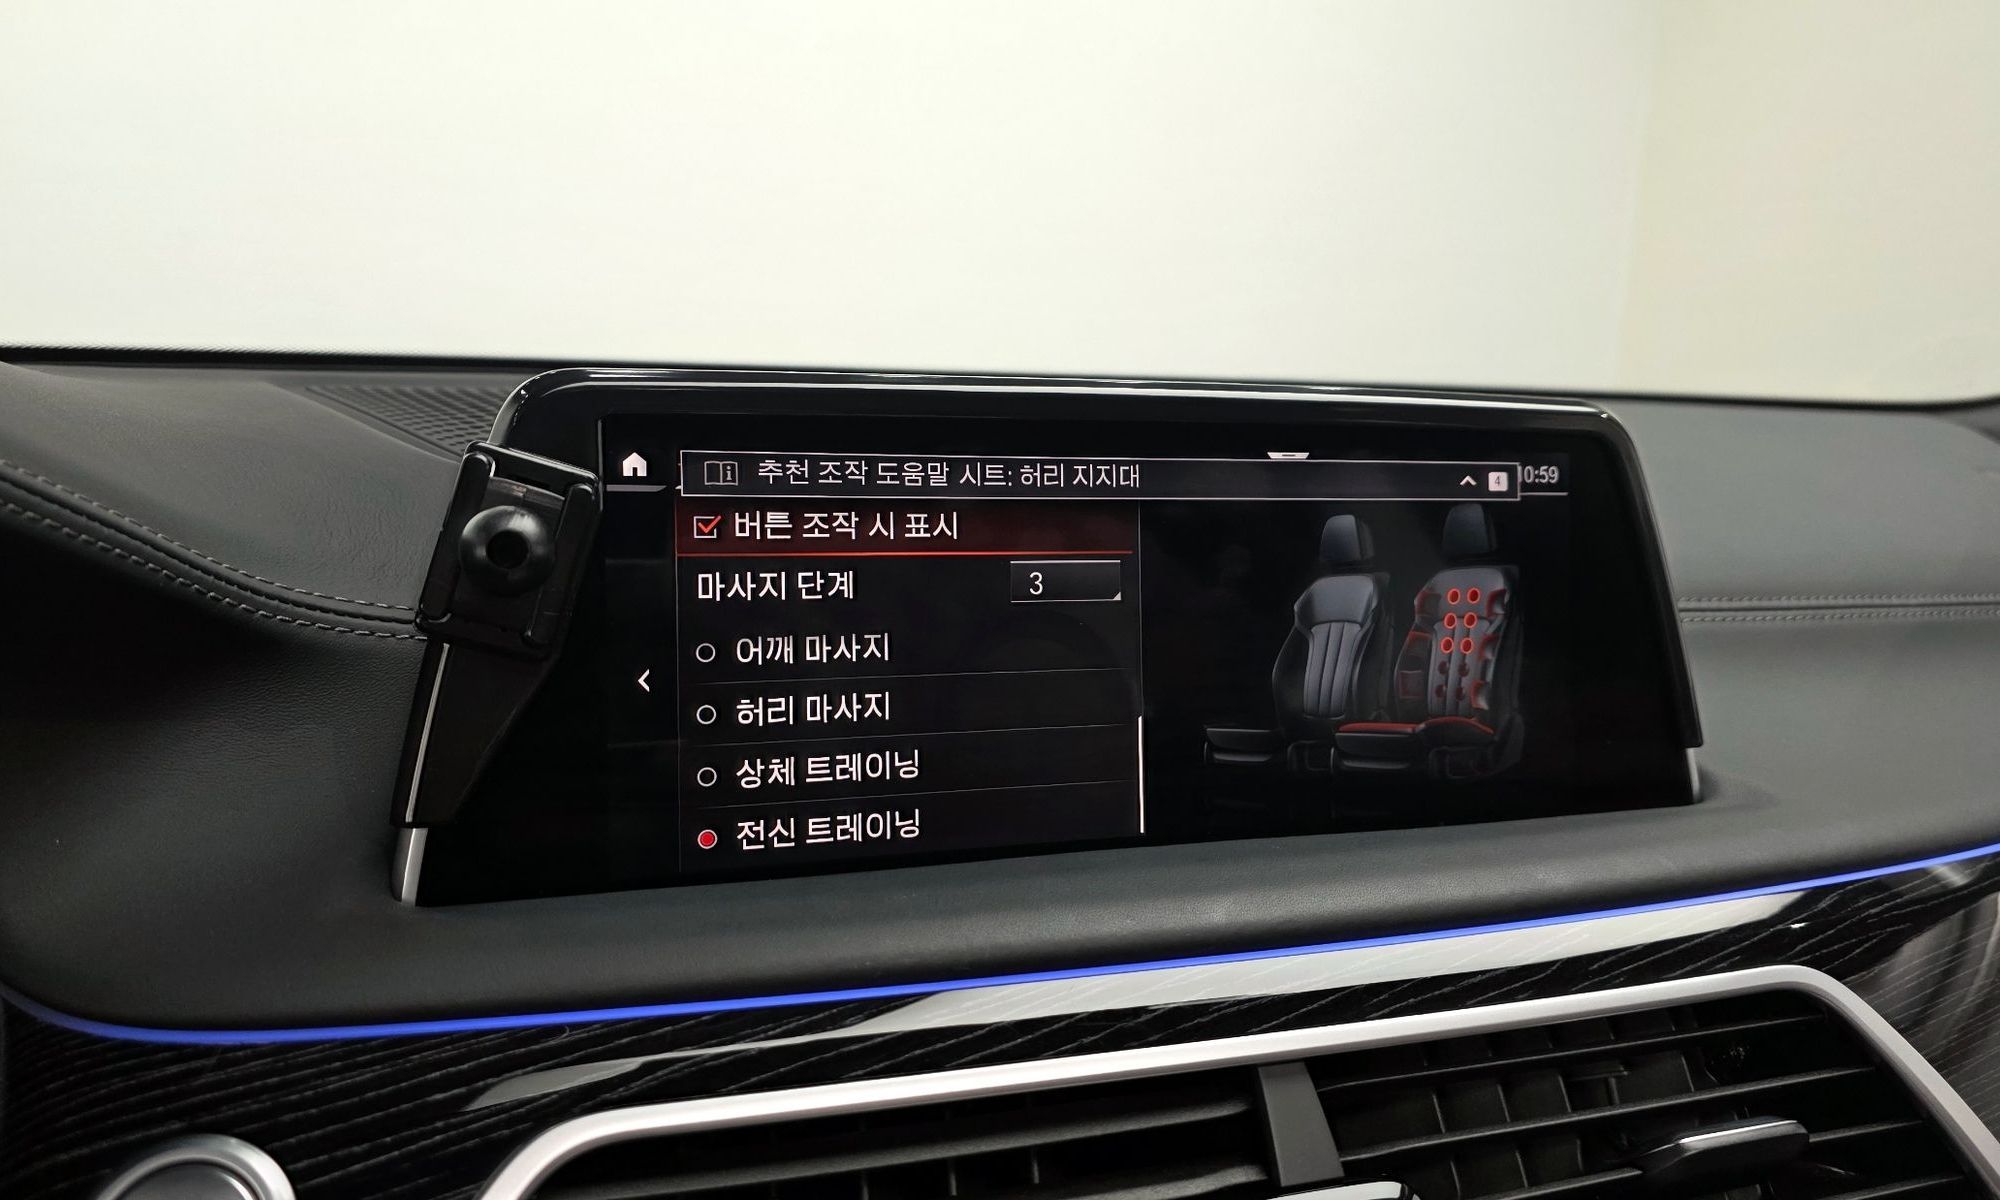 추천 조작 도움말 시트: 허리 지지대
4
10:59
버튼 조작 시 표시
마사지 단계
3
어깨 마사지
허리 마사지
상체 트레이닝
전신 트레이닝